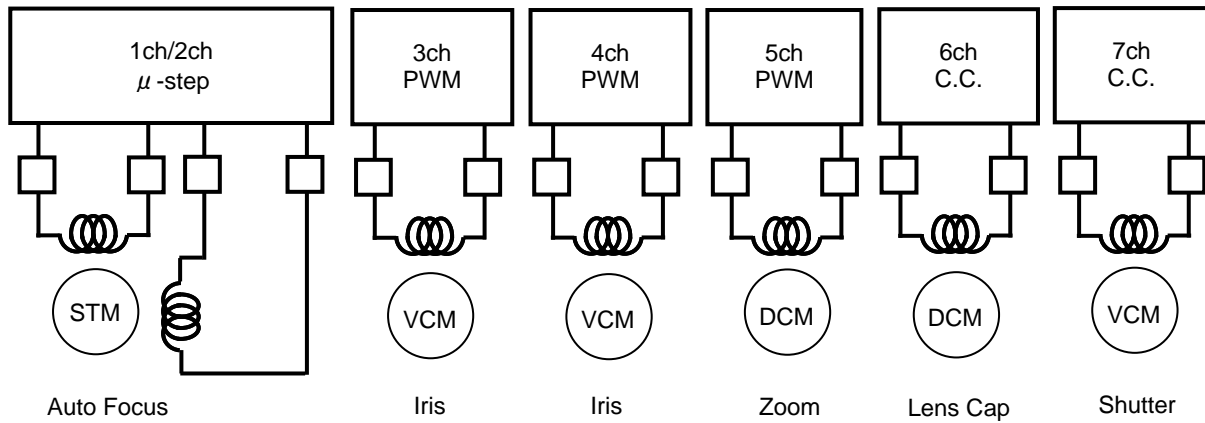 1ch/2ch
μ-step
3ch
PWM
4ch
PWM
5ch
PWM
6ch
C.C.
7ch
C.C.
STM
VCM
VCM
DCM
DCM
VCM
Auto Focus
Iris
Iris
Zoom
Lens Cap
Shutter